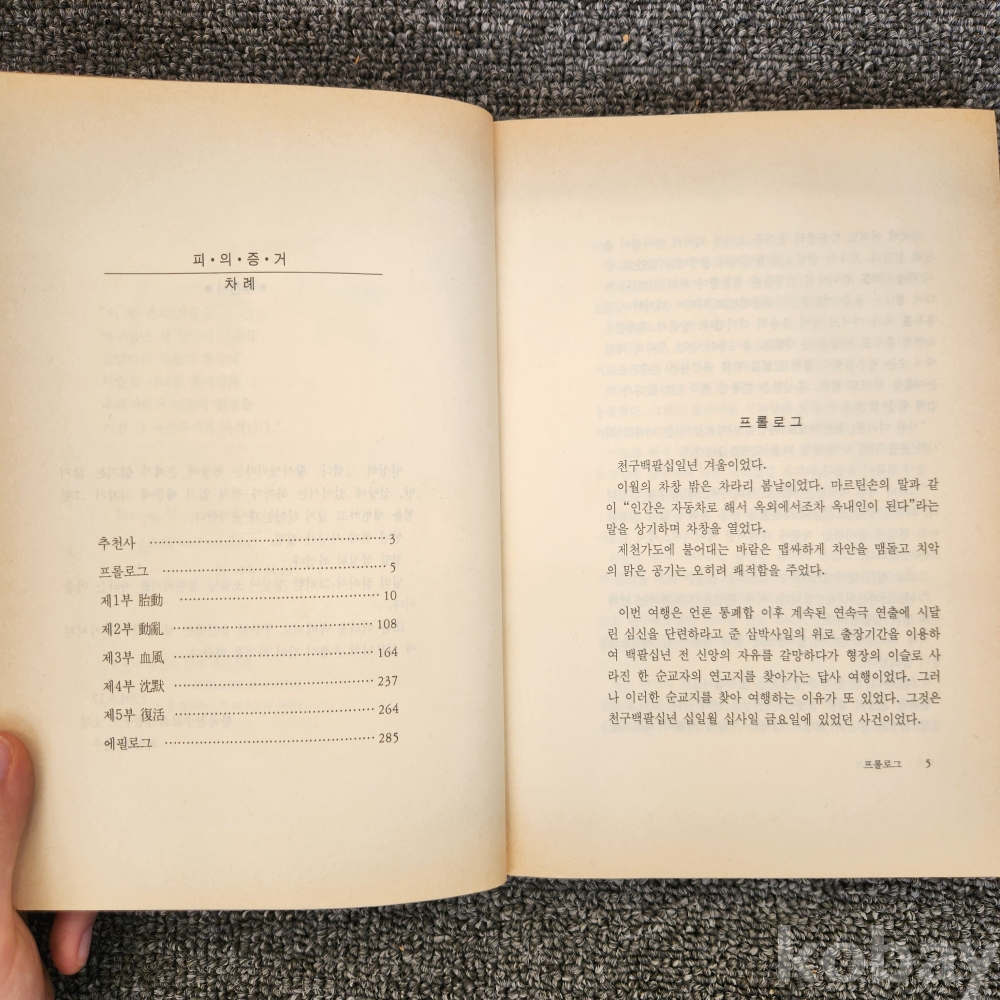 피•의•증•거
차례
추천사 ······ 3
프롤로그 ······ 5
제1부 胎動 ······ 10
제2부 動亂 ······ 108
제3부 血風 ······ 164
제4부 沈默 ······ 237
제5부 復活 ······ 264
에필로그 ······ 285
프롤로그
천구백팔십일년 겨울이었다.
이월의 차창 밖은 차라리 봄날이었다. 마르틴손의 말과 같
이 “인간은 자동차로 해서 옥외에서조차 옥내인이 된다”라는
말을 상기하며 차창을 열었다.
제천가도에 불어대는 바람은 맵싸하게 차안을 맴돌고 치악
의 맑은 공기는 오히려 쾌적함을 주었다.
이번 여행은 언론 통폐합 이후 계속된 연속극 연출에 시달
린 심신을 단련하라고 준 삼박사일의 위로 출장기간을 이용하
여 백팔십년 전 신앙의 자유를 갈망하다가 형장의 이슬로 사
라진 한 순교자의 연고지를 찾아가는 답사 여행이었다. 그러
나 이러한 순교지를 찾아 여행하는 이유가 또 있었다. 그것은
천구백팔십년 십일월 십사일 금요일에 있었던 사건이었다.
프롤로그 5
kobay